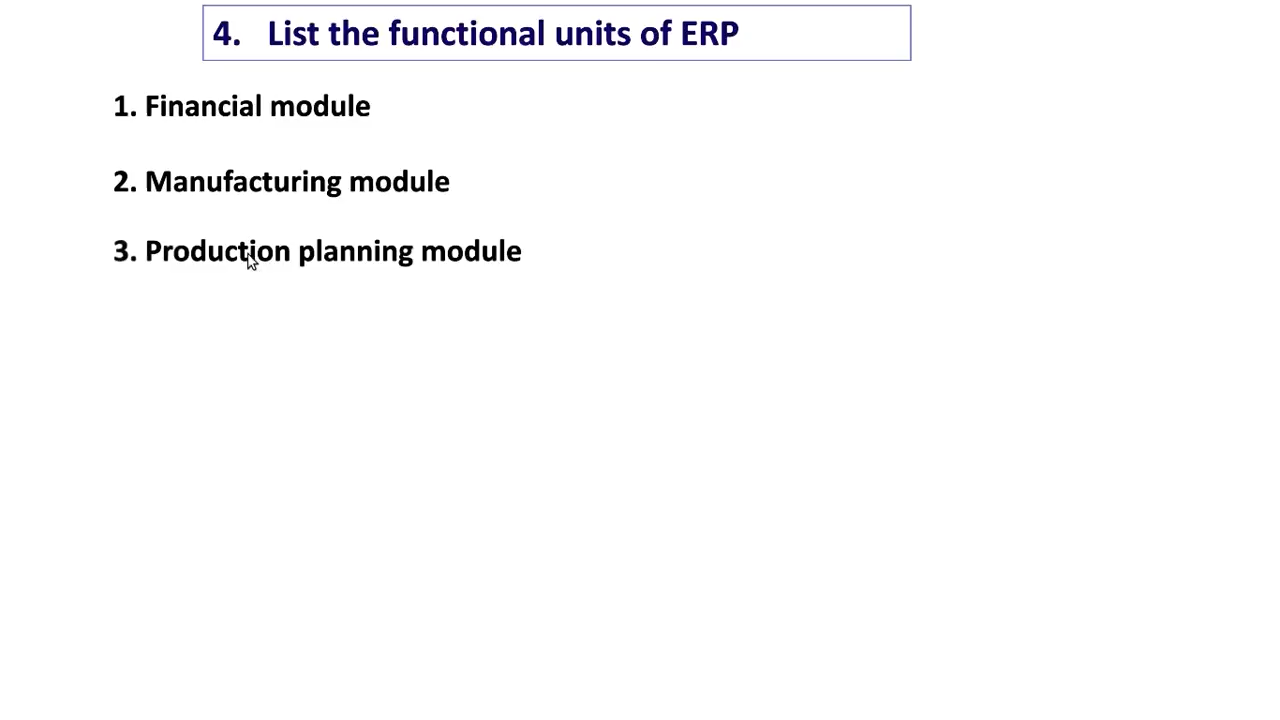 4. List the functional units of ERP
1. Financial module
2. Manufacturing module
3. Production planning module